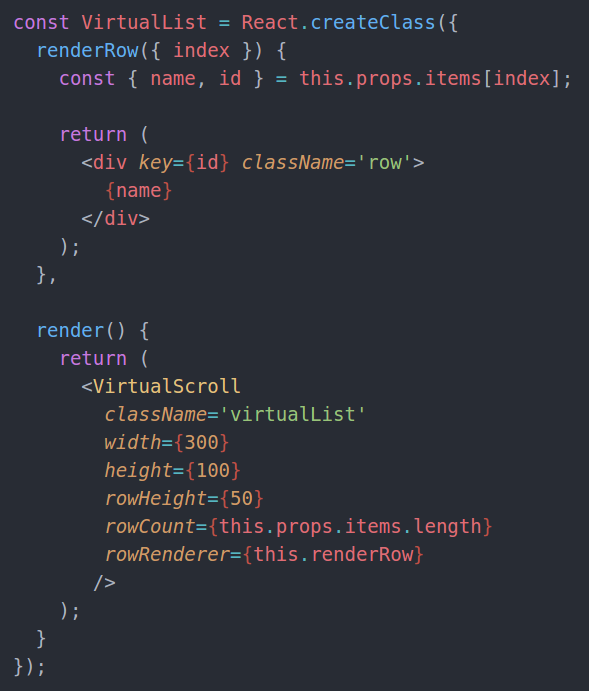 const VirtualList = React.createClass({
  renderRow({ index }) {
    const { name, id } = this.props.items[index];

    return (
      <div key={id} className='row'>
        {name}
      </div>
    );
  },

  render() {
    return (
      <VirtualScroll
        className='virtualList'
        width={300}
        height={100}
        rowHeight={50}
        rowCount={this.props.items.length}
        rowRenderer={this.renderRow}
       />
    );
  }
});